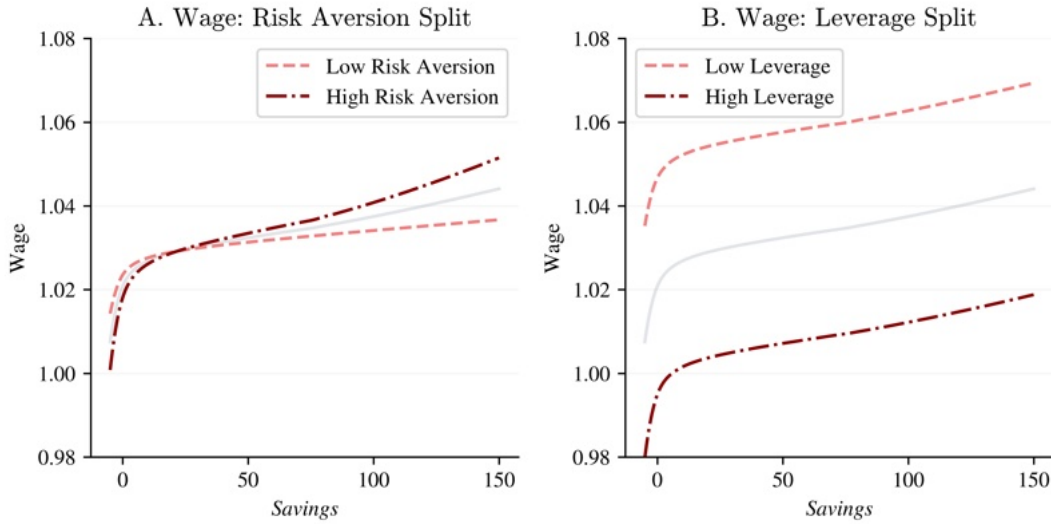 A. Wage: Risk Aversion Split
1.08
1.06
1.04
1.02
1.00
0.98
Wage
Low Risk Aversion
High Risk Aversion
0
50
100
150
Savings
B. Wage: Leverage Split
1.08
1.06
1.04
1.02
1.00
0.98
Wage
Low Leverage
High Leverage
0
50
100
150
Savings